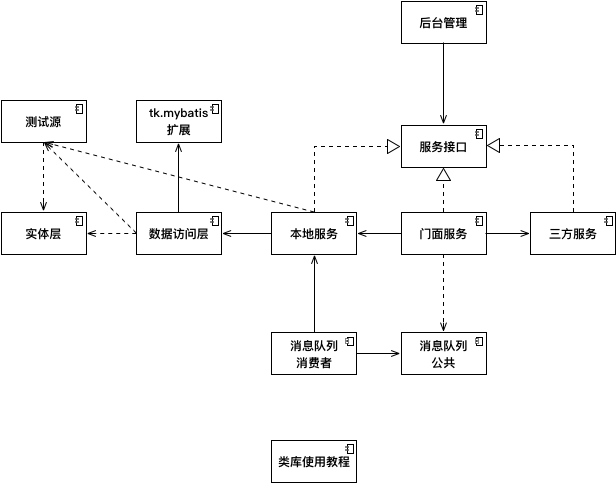 后台管理
测试源
tk.mybatis
扩展
服务接口
实体层
数据访问层
本地服务
门面服务
三方服务
消息队列
消费者
消息队列
公共
类库使用教程